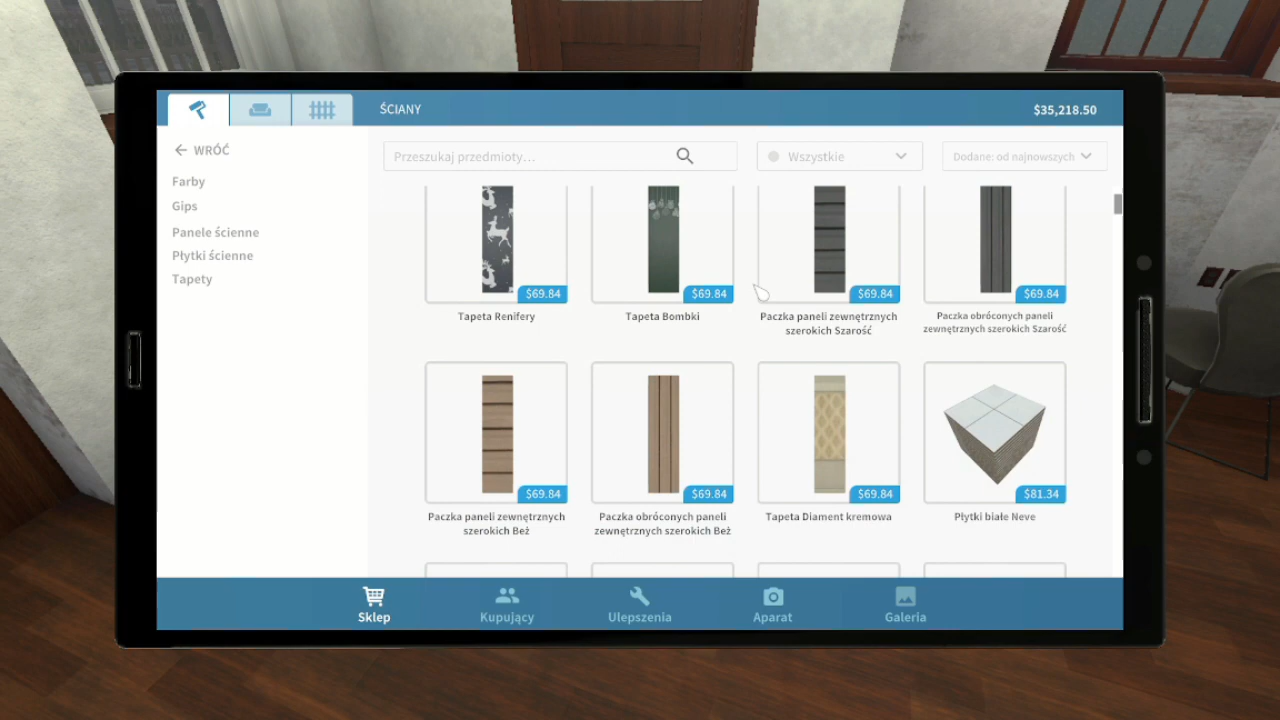 ŚCIANY
$35,218.50
WRÓĆ
Przeszukaj przedmioty...
Wszystkie
Dodane: od najnowszych
Farby
Gips
Panele ścienne
Płytki ścienne
Tapety
$69.84
$69.84
$69.84
$69.84
Tapeta Renifery
Tapeta Bombki
Paczka paneli zewnętrznych
szerokich Szarość
Paczka obróconych paneli
zewnętrznych szerokich Szarość
$69.84
$69.84
$69.84
$81.34
Paczka paneli zewnętrznych
szerokich Beż
Paczka obróconych paneli
zewnętrznych szerokich Beż
Tapeta Diament kremowa
Płytki białe Neve
Sklep
Kupujący
Ulepszenia
Aparat
Galeria